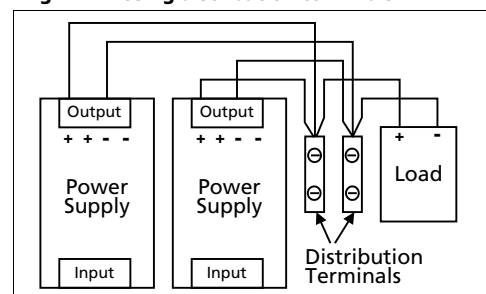 Output
Output
+ + - -
+ + - -
+ -
Power
Supply
Power
Supply
Load
Distribution
Terminals
Input
Input